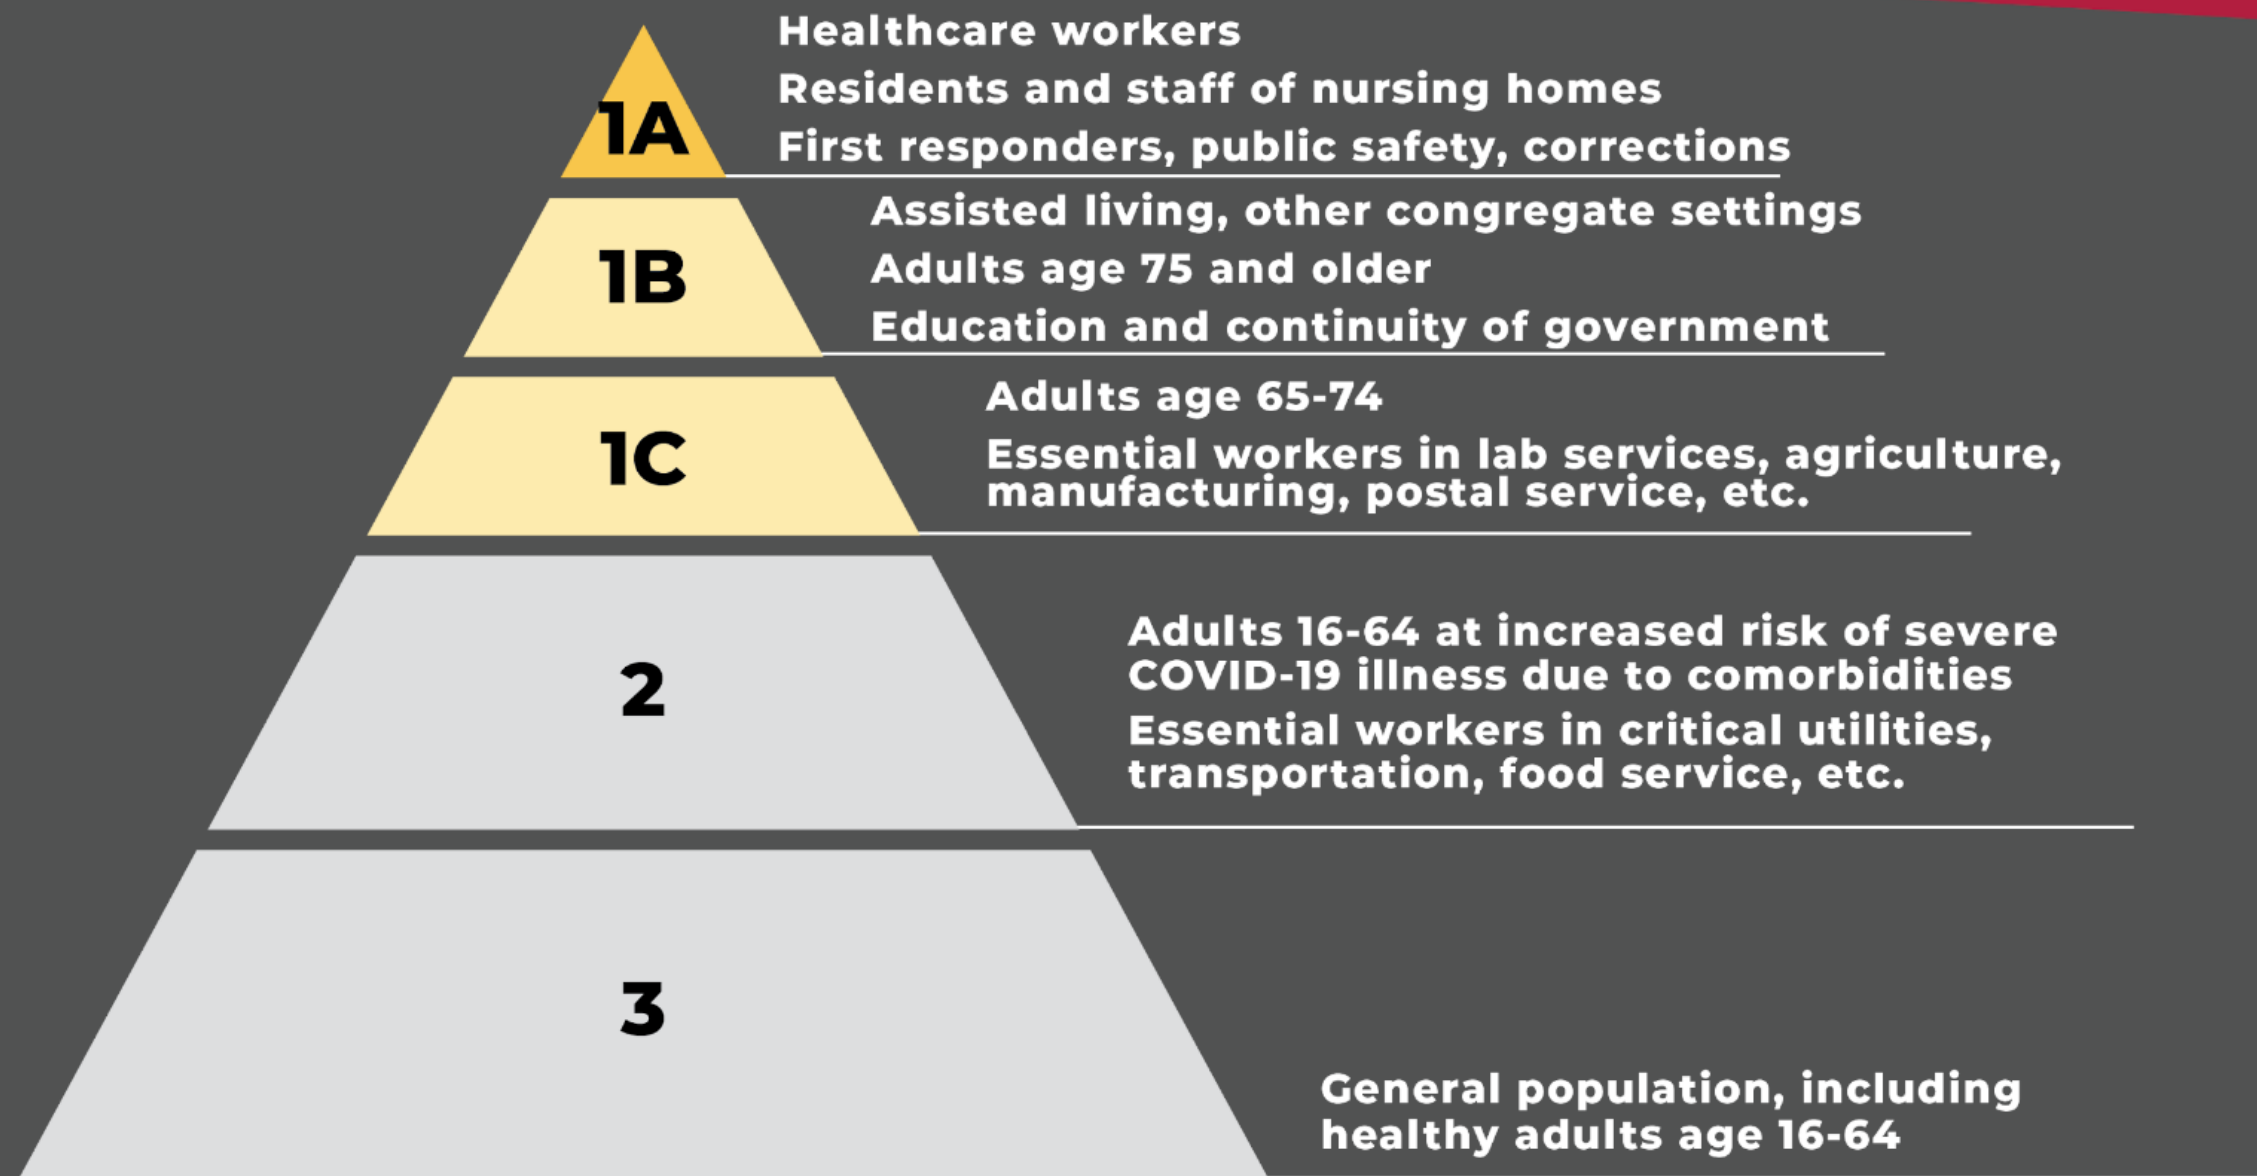 1A
Healthcare workers
Residents and staff of nursing homes
First responders, public safety, corrections
1B
Assisted living, other congregate settings
Adults age 75 and older
Education and continuity of government
1C
Adults age 65-74
Essential workers in lab services, agriculture,
manufacturing, postal service, etc.
2
Adults 16-64 at increased risk of severe
COVID-19 illness due to comorbidities
Essential workers in critical utilities,
transportation, food service, etc.
3
General population, including
healthy adults age 16-64